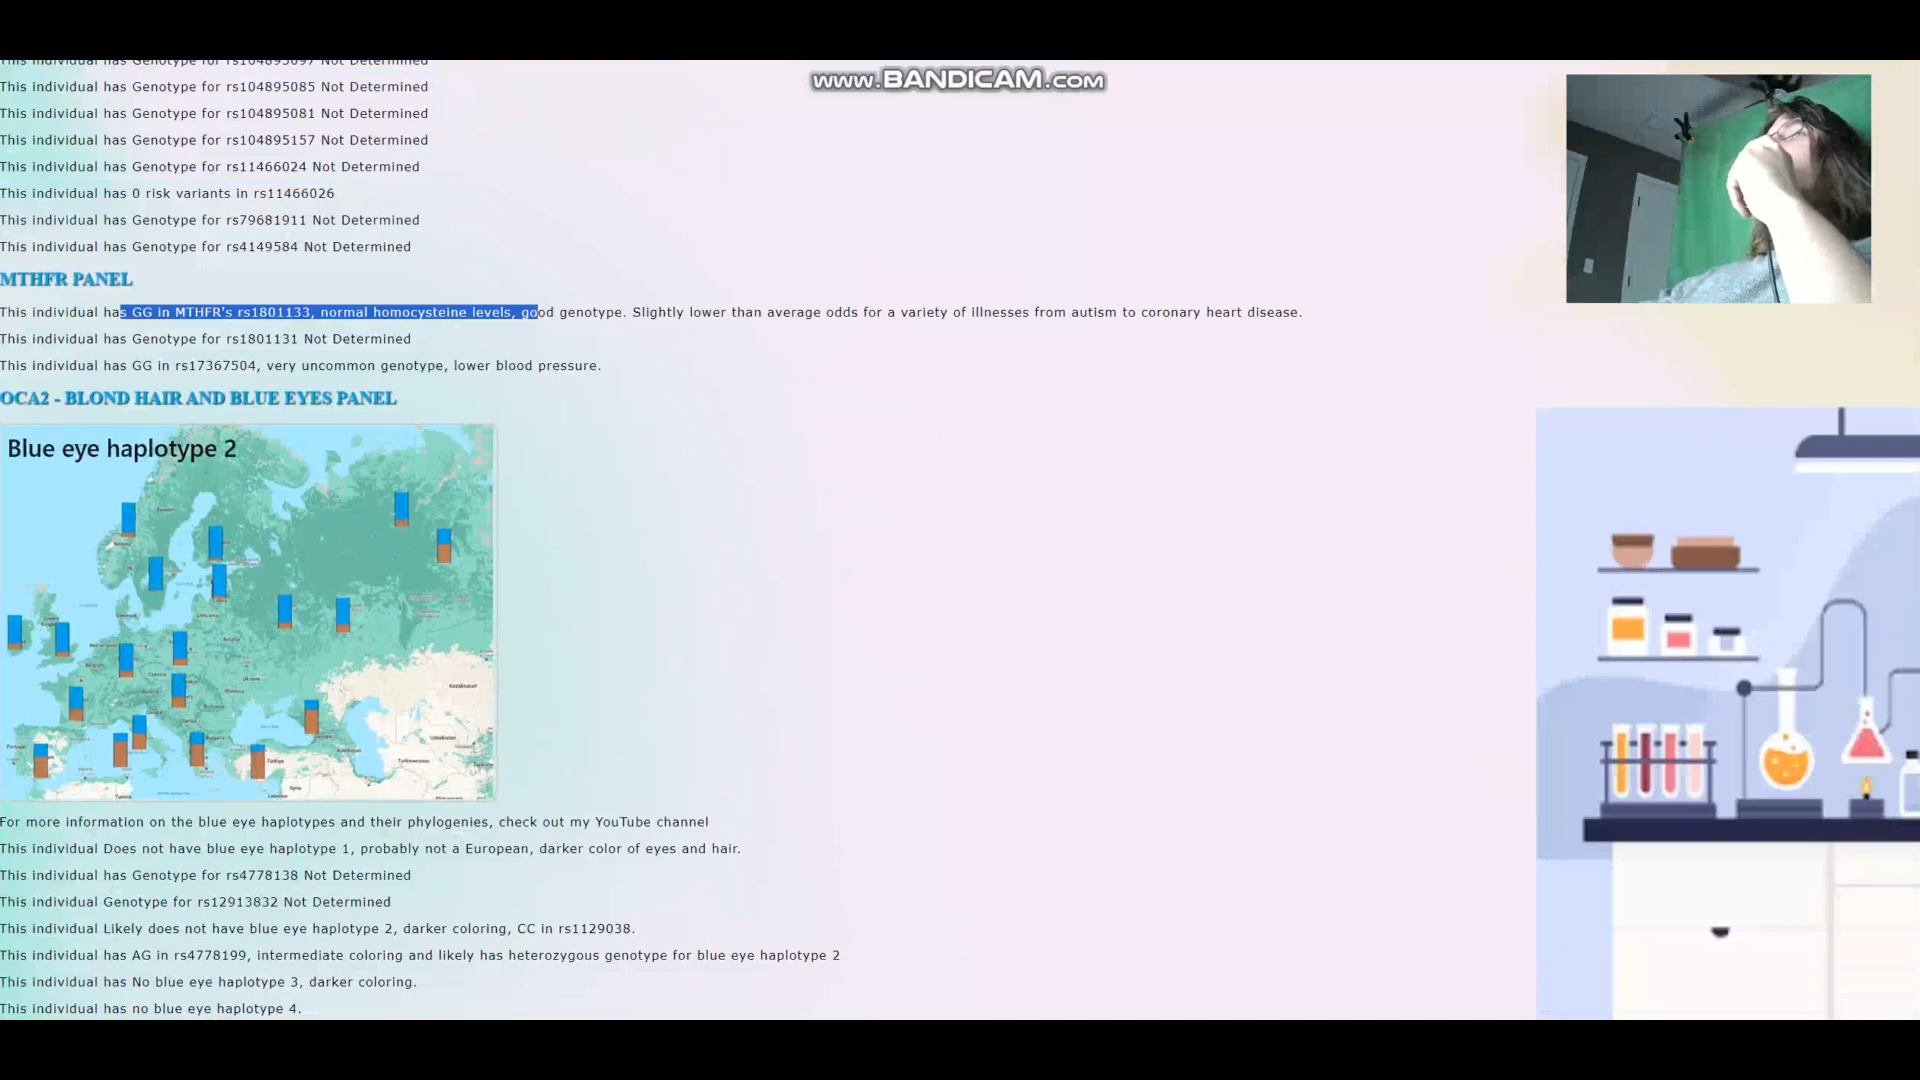 This individual has Genotype for rs104895097 Not Determined
www.BANDICAM.com
This individual has Genotype for rs104895085 Not Determined
This individual has Genotype for rs104895081 Not Determined
This individual has Genotype for rs104895157 Not Determined
This individual has Genotype for rs11466024 Not Determined
This individual has 0 risk variants in rs11466026
This individual has Genotype for rs79681911 Not Determined
This individual has Genotype for rs4149584 Not Determined
MTHFR PANEL
This individual has GG in MTHFR's rs1801133, normal homocysteine levels, good genotype. Slightly lower than average odds for a variety of illnesses from autism to coronary heart disease.
This individual has Genotype for rs1801131 Not Determined
This individual has GG in rs17367504, very uncommon genotype, lower blood pressure.
OCA2 - BLOND HAIR AND BLUE EYES PANEL
Blue eye haplotype 2
For more information on the blue eye haplotypes and their phylogenies, check out my YouTube channel
This individual Does not have blue eye haplotype 1, probably not a European, darker color of eyes and hair.
This individual has Genotype for rs4778138 Not Determined
This individual Genotype for rs12913832 Not Determined
This individual Likely does not have blue eye haplotype 2, darker coloring, CC in rs1129038.
This individual has AG in rs4778199, intermediate coloring and likely has heterozygous genotype for blue eye haplotype 2
This individual has No blue eye haplotype 3, darker coloring.
This individual has no blue eye haplotype 4.